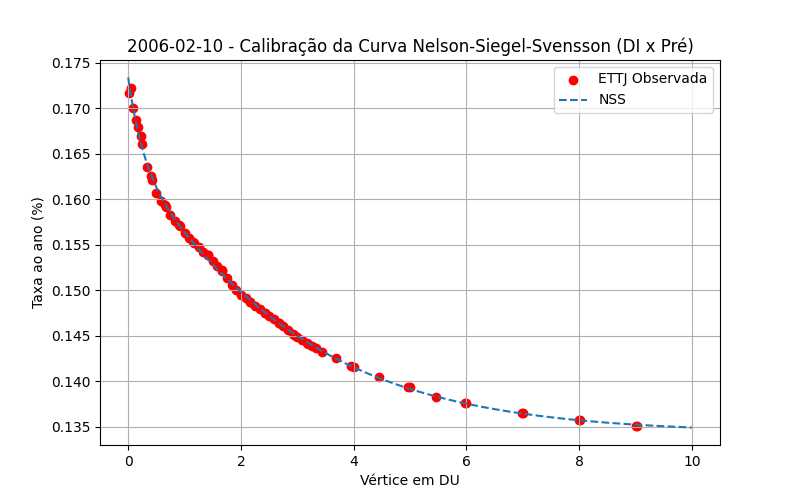 2006-02-10 - Calibração da Curva Nelson-Siegel-Svensson (DI x Pré)
ETTJ Observada
NSS
Taxa ao ano (%)
0.175
0.170
0.165
0.160
0.155
0.150
0.145
0.140
0.135
0 2 4 6 8 10
Vértice em DU